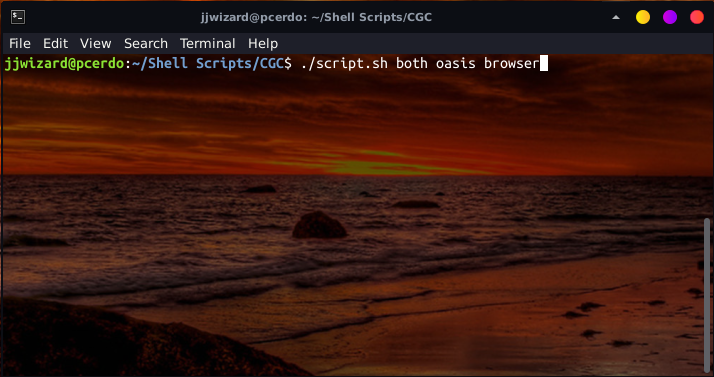 jjwizard@pcerdo: ~/Shell Scripts/CGC
File Edit View Search Terminal Help
jjwizard@pcerdo:~/Shell Scripts/CGC$ ./script.sh both oasis browser